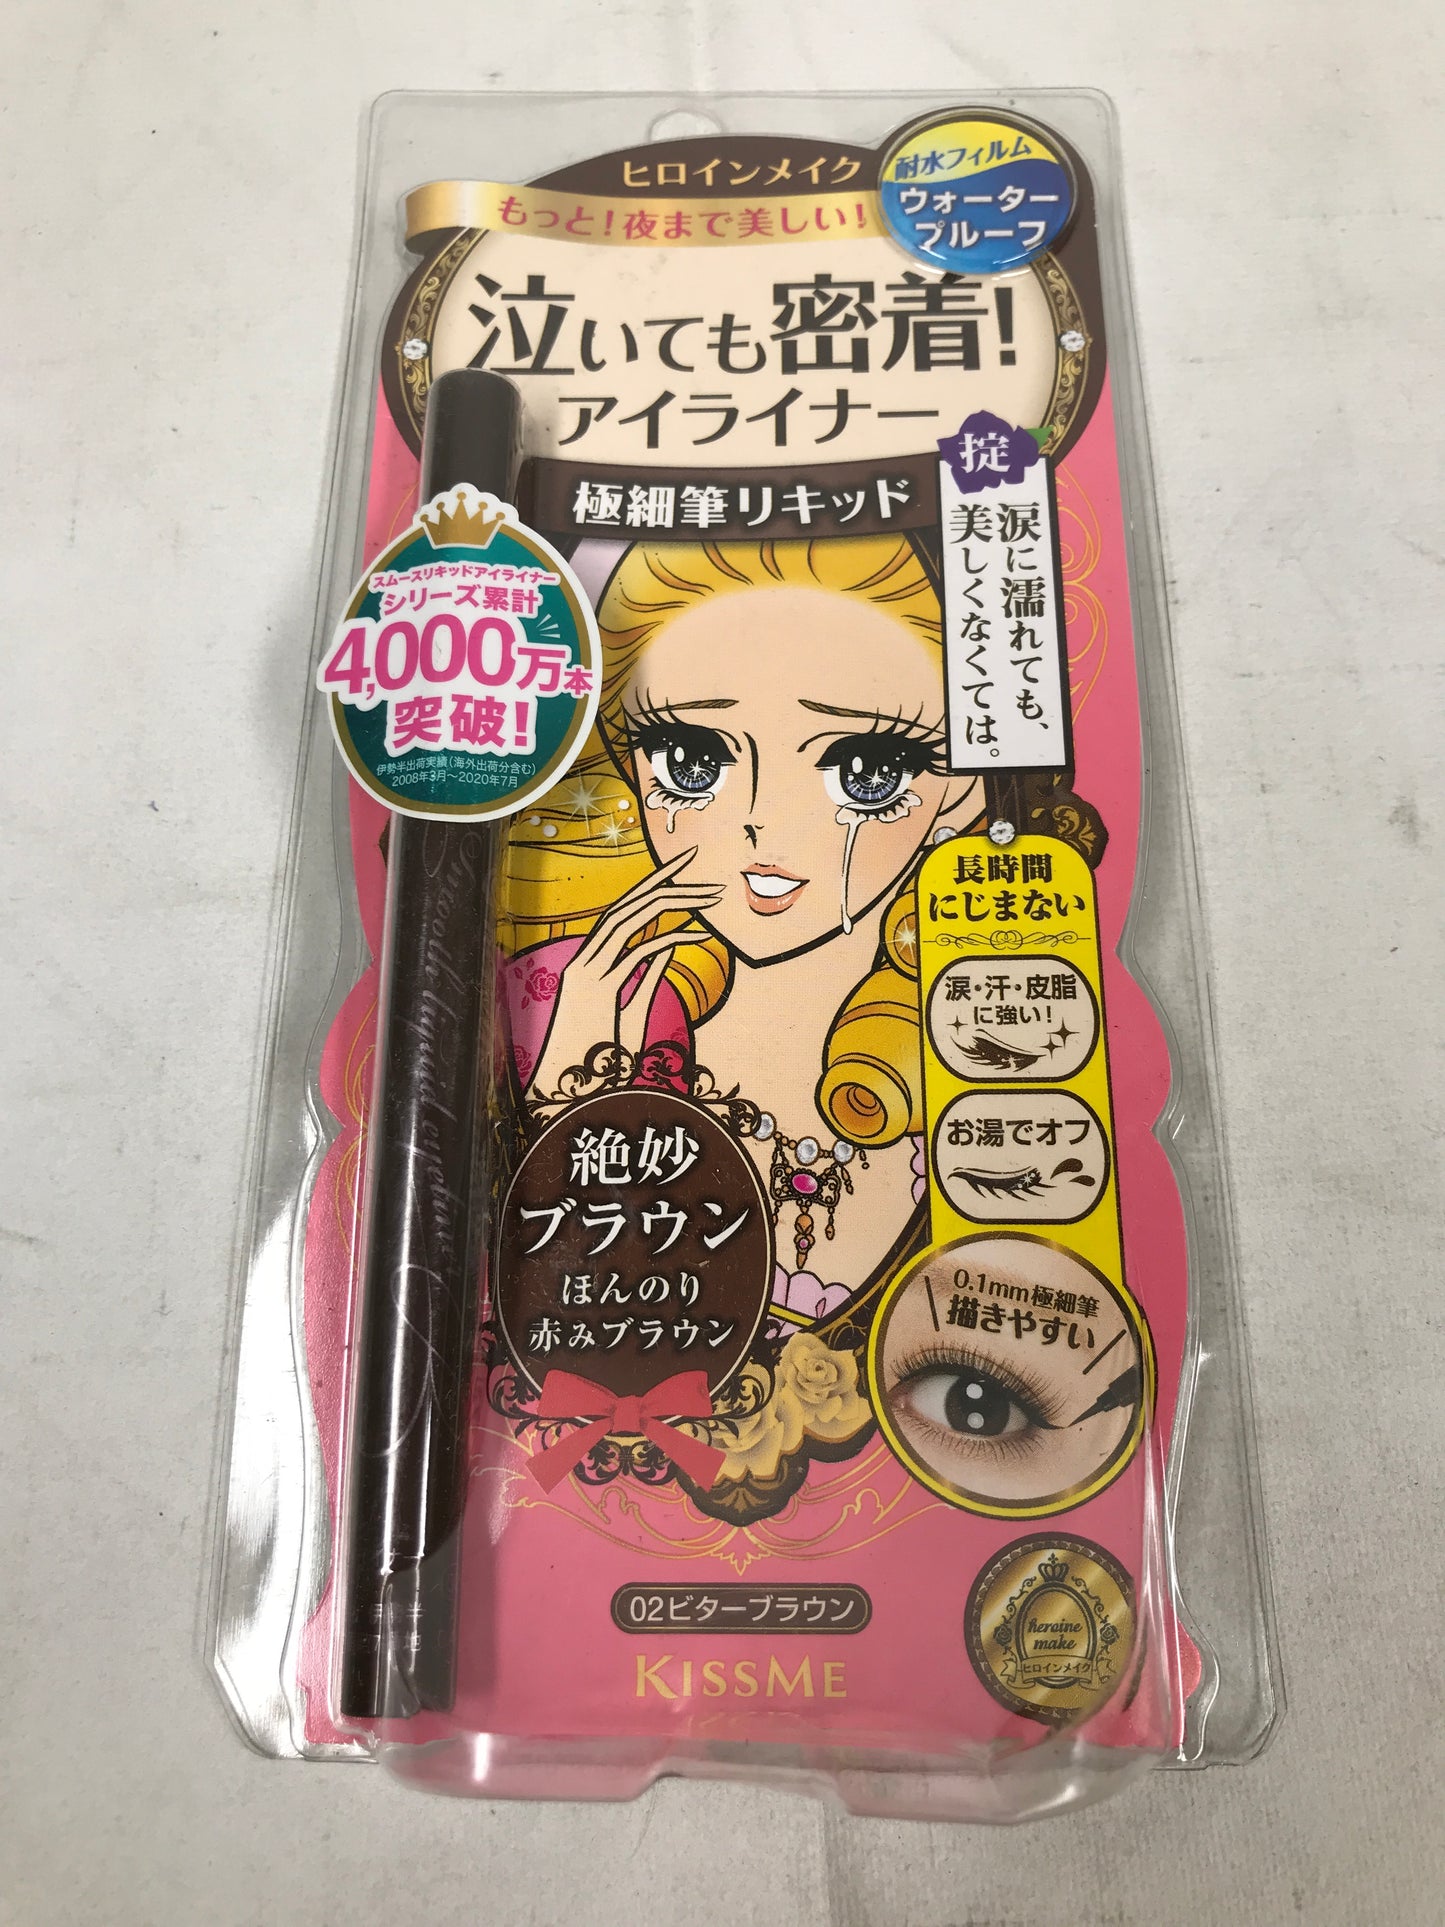 ヒロインメイク
もっと!夜まで美しい!
耐水フィルム
ウォーター
プルーフ
泣いても密着!
アイライナー
極細筆リキッド
掟
涙に濡れても、
美しくなくては。
スムースリキッドアイライナー
シリーズ累計
4,000万本
突破!
伊勢半出荷実績(海外出荷分含む)
2008年3月〜2020年7月
Smooth liquid eyeliner
長時間
にじまない
涙・汗・皮脂
に強い!
お湯でオフ
0.1mm極細筆
描きやすい
絶妙
ブラウン
ほんのり
赤みブラウン
02ビターブラウン
KISSME
heroine
make
ヒロインメイク